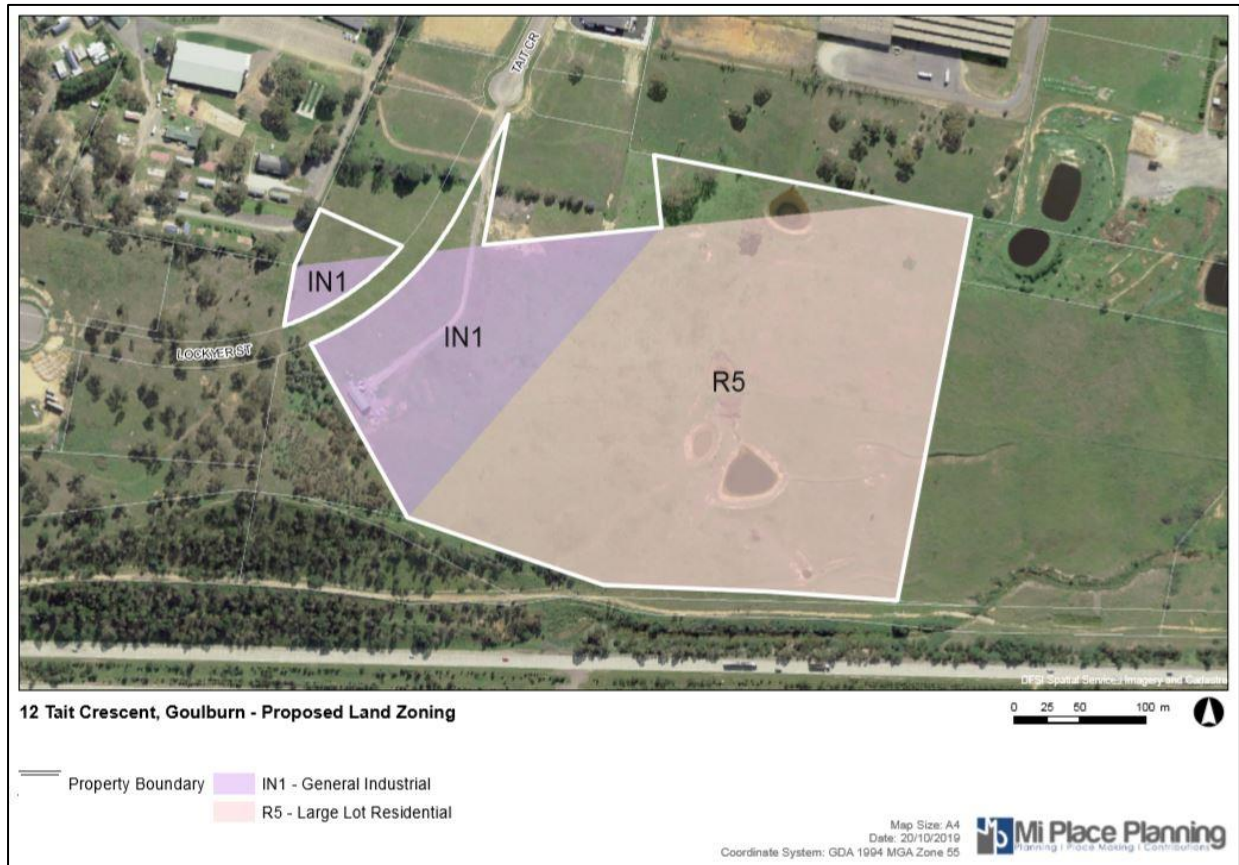 TAIT CR
IN1
IN1
LOCKYER ST
R5
DFSI Spatial Services Imagery and Cadastre
12 Tait Crescent, Goulburn - Proposed Land Zoning
0 25 50 100 m
Property Boundary
IN1 - General Industrial
R5 - Large Lot Residential
Map Size: A4
Date: 20/10/2019
Coordinate System: GDA 1994 MGA Zone 55
Mi Place Planning
Planning | Place Making | Contributions